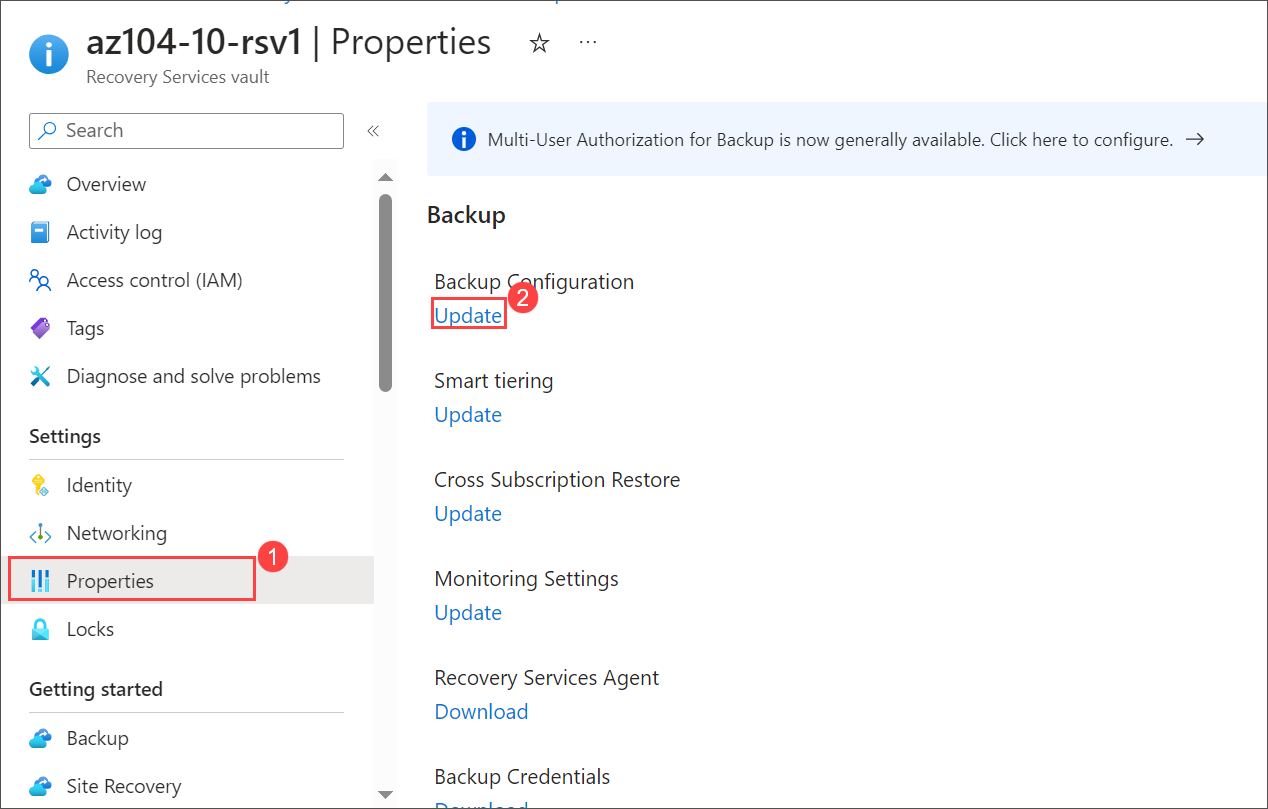 az104-10-rsv1 | Properties ☆ ···
Recovery Services vault
Search «
Overview
Activity log
Access control (IAM)
Tags
Diagnose and solve problems
Settings
Identity
Networking
Properties 1
Locks
Getting started
Backup
Site Recovery
Multi-User Authorization for Backup is now generally available. Click here to configure. →
Backup
Backup Configuration
Update 2
Smart tiering
Update
Cross Subscription Restore
Update
Monitoring Settings
Update
Recovery Services Agent
Download
Backup Credentials
Download